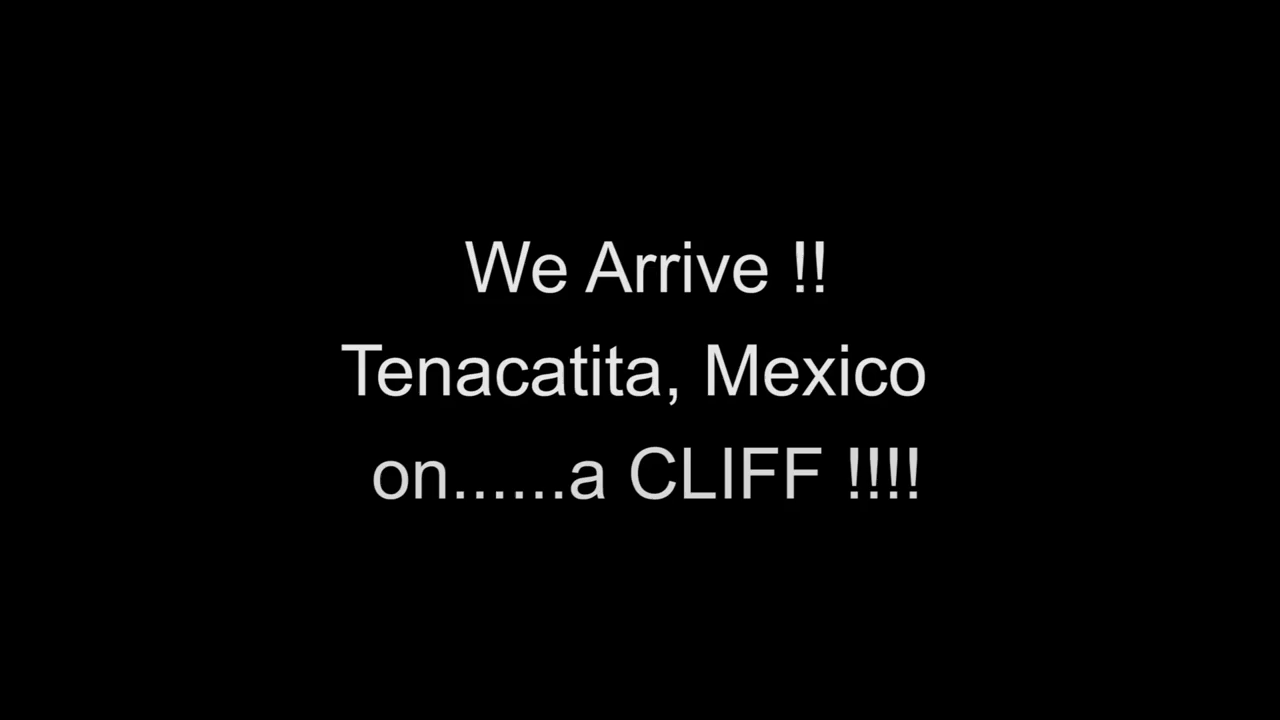 We Arrive !!
Tenacatita, Mexico
on......a CLIFF !!!!